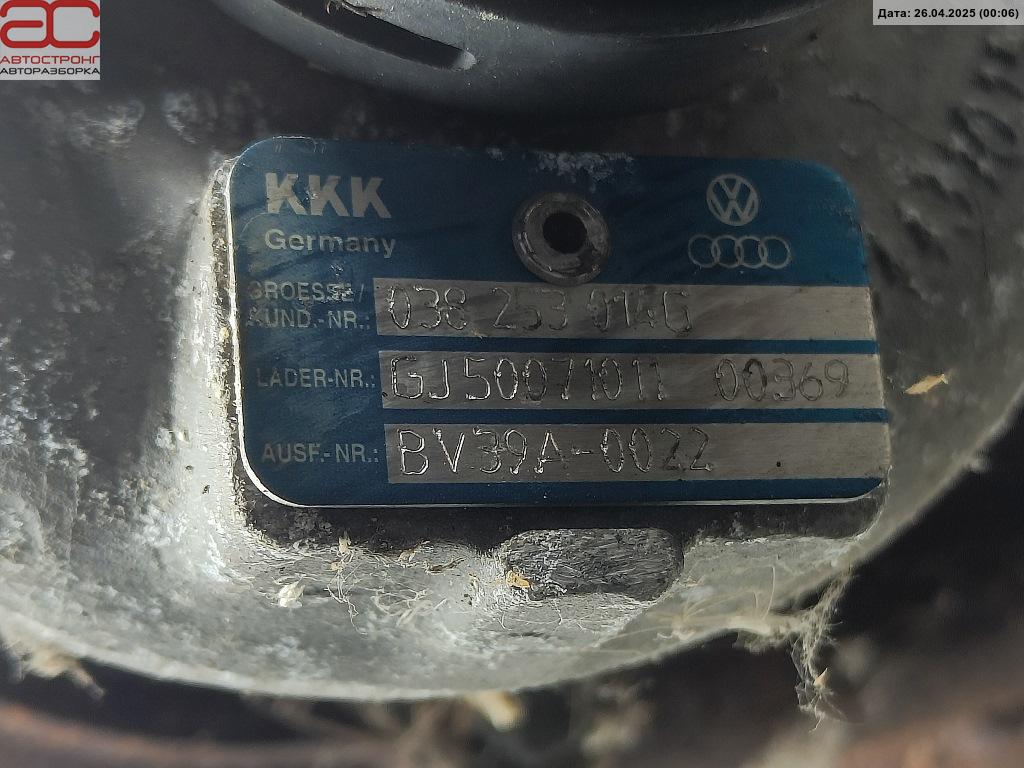 Дата: 26.04.2025 (00:06)
АВТОСТРОНГ
АВТОРАЗБОРКА
KKK
Germany
GROESSE/
KUND.-NR.: 038 253 014G
LADER-NR.: GJ50071011 00369
AUSF.-NR.: BV39A-0022